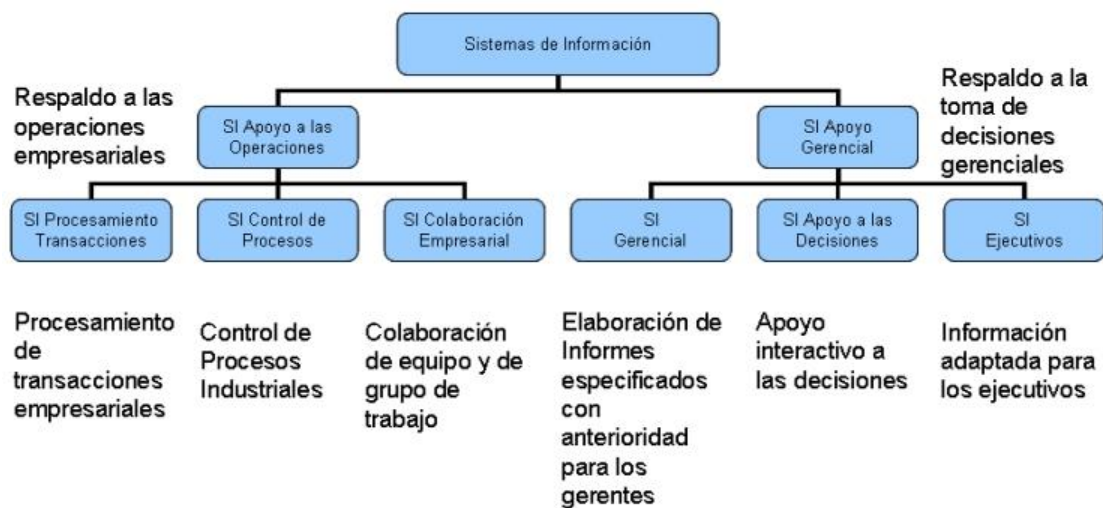 Sistemas de Información
Respaldo a las
operaciones
empresariales
SI Apoyo a las
Operaciones
SI Apoyo
Gerencial
Respaldo a la
toma de
decisiones
gerenciales
SI Procesamiento
Transacciones
SI Control de
Procesos
SI Colaboración
Empresarial
SI
Gerencial
SI Apoyo a las
Decisiones
SI
Ejecutivos
Procesamiento
de
transacciones
empresariales
Control de
Procesos
Industriales
Colaboración
de equipo y de
grupo de
trabajo
Elaboración de
Informes
especificados
con
anterioridad
para los
gerentes
Apoyo
interactivo a
las decisiones
Información
adaptada para
los ejecutivos